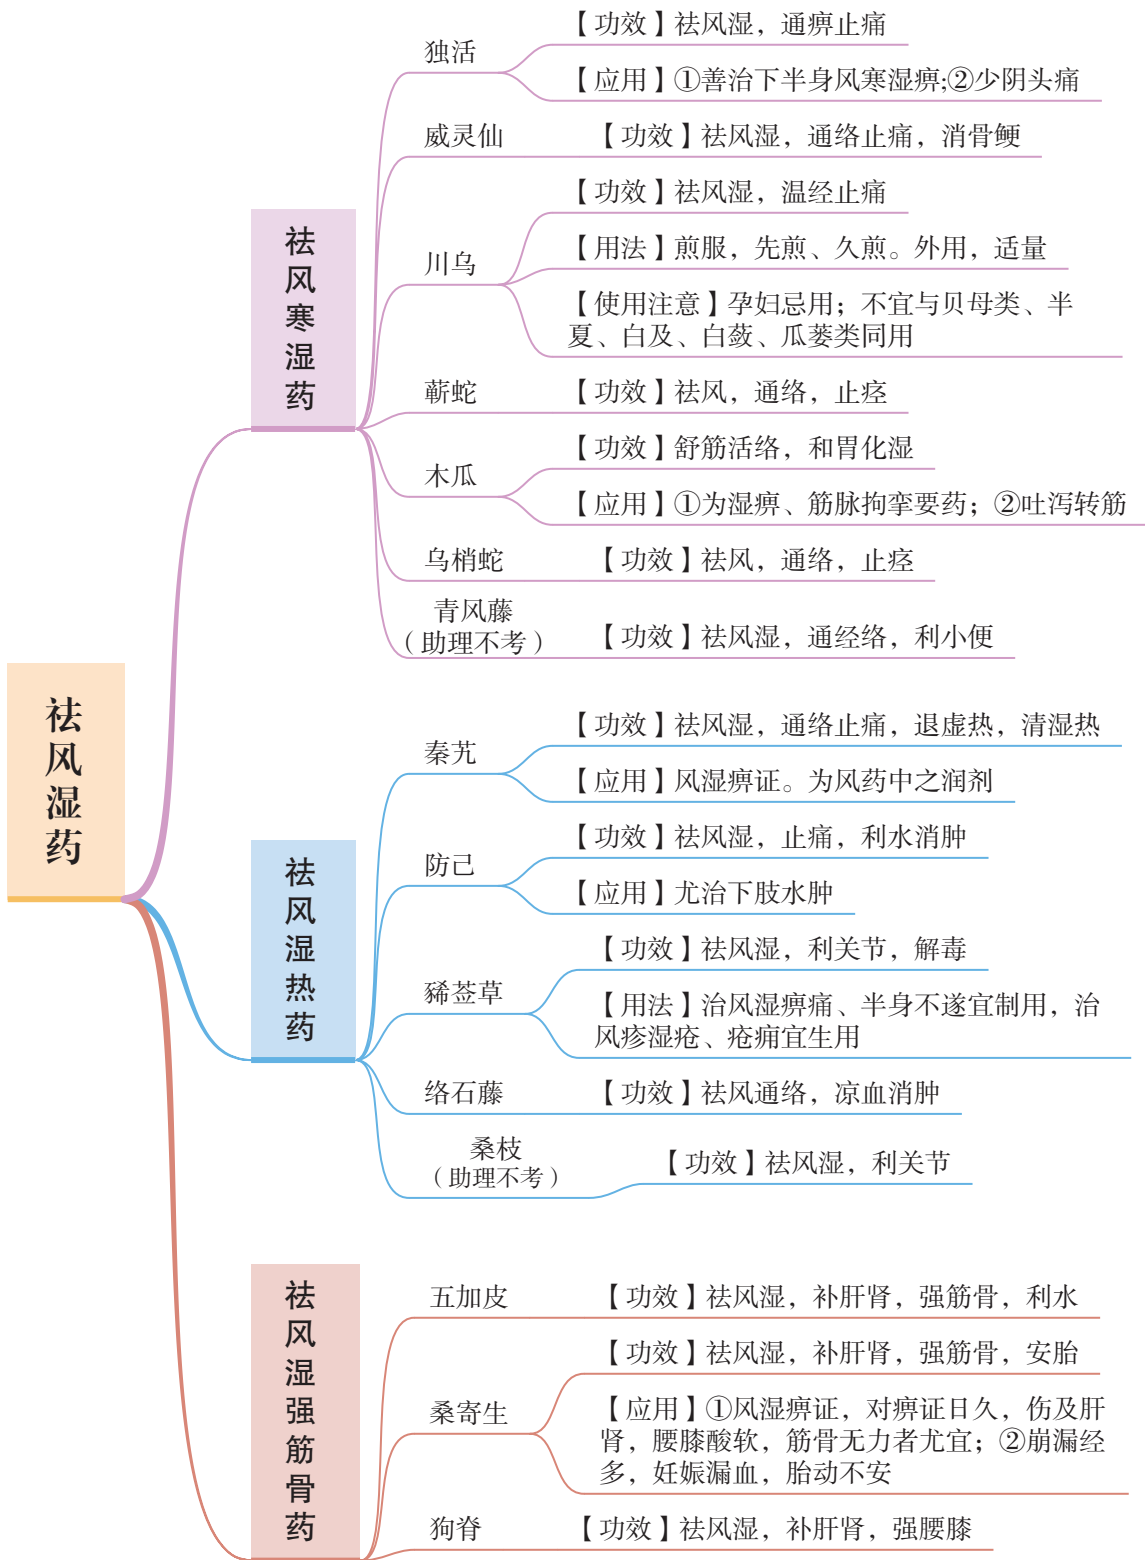 祛风湿药
祛风寒湿药
独活
【功效】祛风湿，通痹止痛
【应用】①善治下半身风寒湿痹;②少阴头痛
威灵仙
【功效】祛风湿，通络止痛，消骨鲠
川乌
【功效】祛风湿，温经止痛
【用法】煎服，先煎、久煎。外用，适量
【使用注意】孕妇忌用；不宜与贝母类、半
夏、白及、白蔹、瓜蒌类同用
蕲蛇
【功效】祛风，通络，止痉
木瓜
【功效】舒筋活络，和胃化湿
【应用】①为湿痹、筋脉拘挛要药；②吐泻转筋
乌梢蛇
【功效】祛风，通络，止痉
青风藤
（助理不考）
【功效】祛风湿，通经络，利小便
祛风湿热药
秦艽
【功效】祛风湿，通络止痛，退虚热，清湿热
【应用】风湿痹证。为风药中之润剂
防己
【功效】祛风湿，止痛，利水消肿
【应用】尤治下肢水肿
豨莶草
【功效】祛风湿，利关节，解毒
【用法】治风湿痹痛、半身不遂宜制用，治
风疹湿疮、疮痈宜生用
络石藤
【功效】祛风通络，凉血消肿
桑枝
（助理不考）
【功效】祛风湿，利关节
祛风湿强筋骨药
五加皮
【功效】祛风湿，补肝肾，强筋骨，利水
桑寄生
【功效】祛风湿，补肝肾，强筋骨，安胎
【应用】①风湿痹证，对痹证日久，伤及肝
肾，腰膝酸软，筋骨无力者尤宜；②崩漏经
多，妊娠漏血，胎动不安
狗脊
【功效】祛风湿，补肝肾，强腰膝